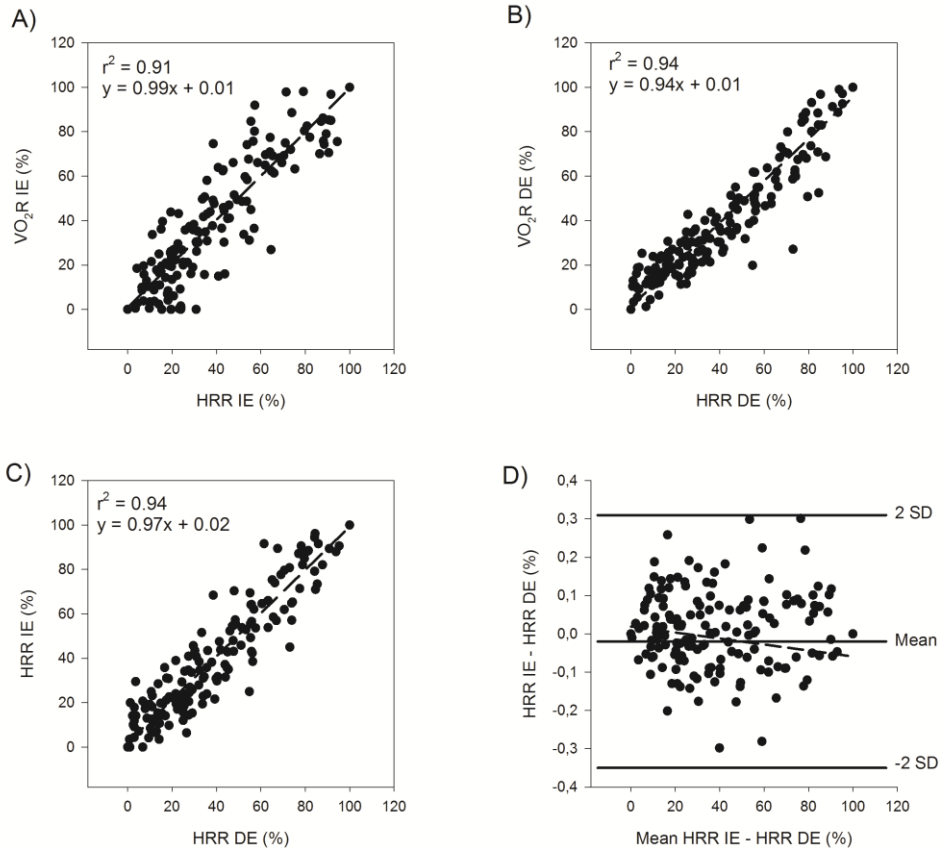 A)
r² = 0.91
y = 0.99x + 0.01
120
100
80
60
40
20
0
VO₂R IE (%)
0 20 40 60 80 100 120
HRR IE (%)
B)
r² = 0.94
y = 0.94x + 0.01
120
100
80
60
40
20
0
VO₂R DE (%)
0 20 40 60 80 100 120
HRR DE (%)
C)
r² = 0.94
y = 0.97x + 0.02
120
100
80
60
40
20
0
HRR IE (%)
0 20 40 60 80 100 120
HRR DE (%)
D)
0,4
0,3
0,2
0,1
0,0
-0,1
-0,2
-0,3
-0,4
HRR IE - HRR DE (%)
2 SD
Mean
-2 SD
0 20 40 60 80 100 120
Mean HRR IE - HRR DE (%)